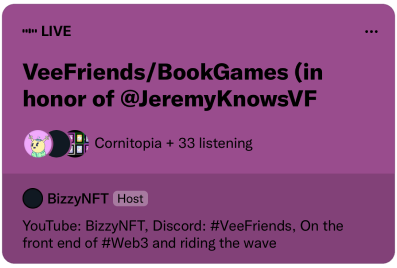 LIVE
VeeFriends/BookGames (in
honor of @JeremyKnowsVF
Cornitopia + 33 listening
BizzyNFT Host
YouTube: BizzyNFT, Discord: #VeeFriends, On the
front end of #Web3 and riding the wave